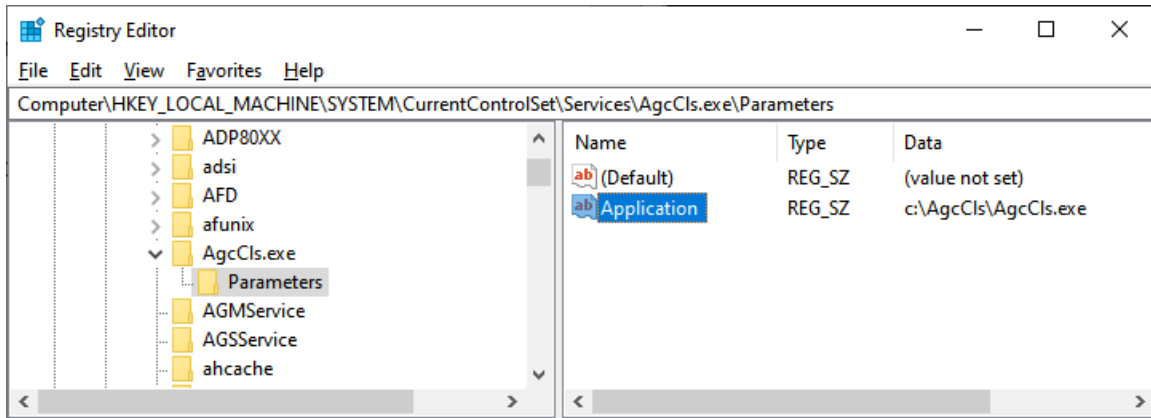 Registry Editor
File Edit View Favorites Help
Computer\HKEY_LOCAL_MACHINE\SYSTEM\CurrentControlSet\Services\AgcCls.exe\Parameters
ADP80XX
adsi
AFD
afunix
AgcCls.exe
Parameters
AGMService
AGSService
ahcache
Name Type Data
ab (Default) REG_SZ (value not set)
ab Application REG_SZ c:\AgcCls\AgcCls.exe